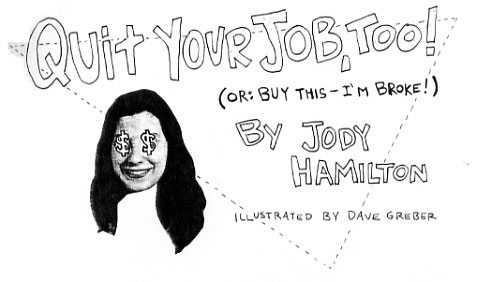 QUIT YOUR JOB, TOO!
(OR: BUY THIS - I'M BROKE!)
BY JODY
HAMILTON
ILLUSTRATED BY DAVE GREBER
$ $